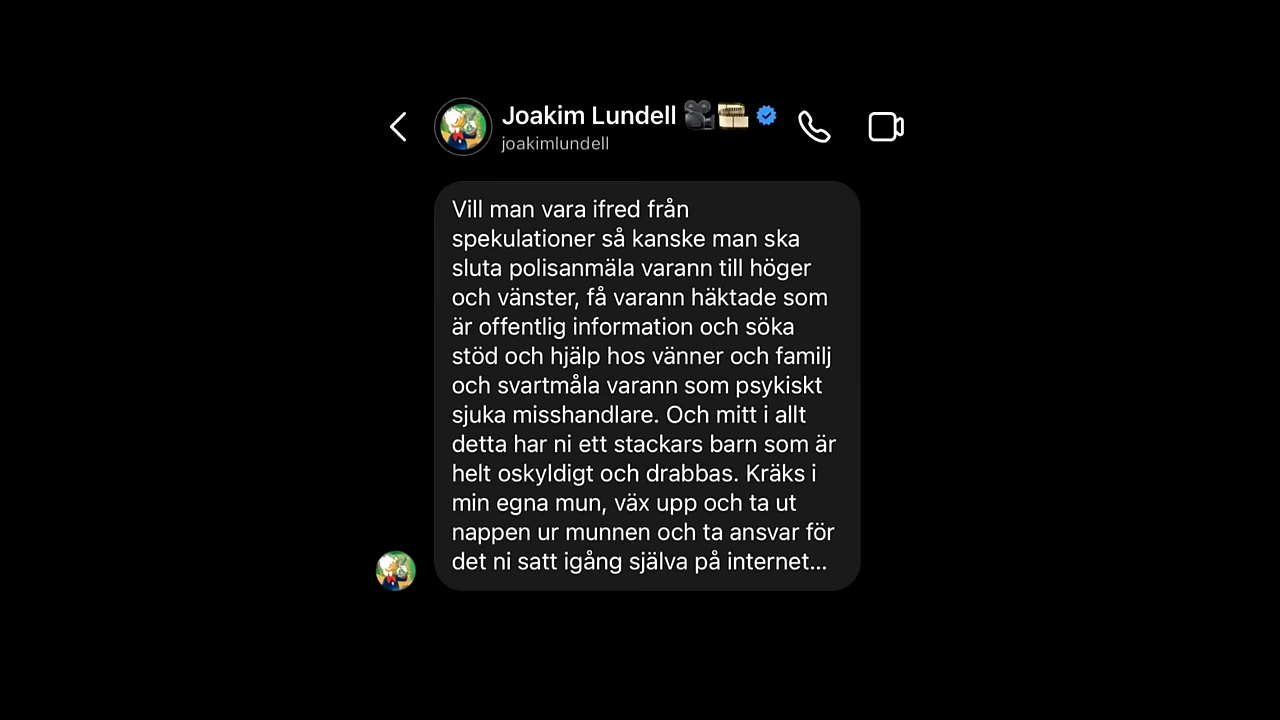 Joakim Lundell
joakimlundell
Vill man vara ifred från
spekulationer så kanske man ska
sluta polisanmäla varann till höger
och vänster, få varann häktade som
är offentlig information och söka
stöd och hjälp hos vänner och familj
och svartmåla varann som psykiskt
sjuka misshandlare. Och mitt i allt
detta har ni ett stackars barn som är
helt oskyldigt och drabbas. Kräks i
min egna mun, väx upp och ta ut
nappen ur munnen och ta ansvar för
det ni satt igång själva på internet...